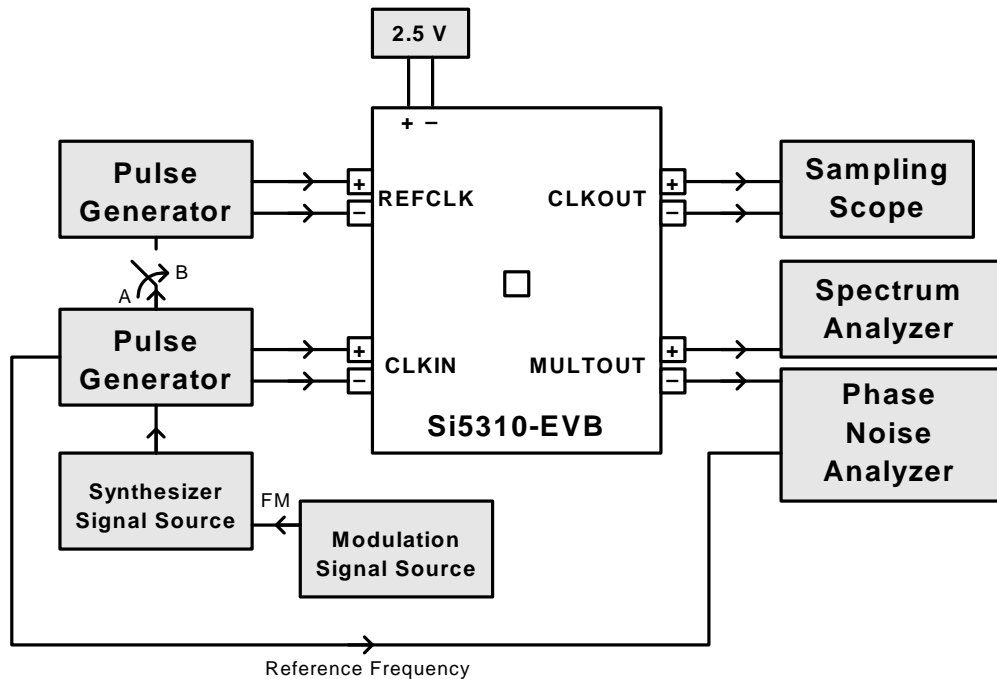 2.5 V
+ −
Pulse
Generator
+
−
REFCLK
CLKOUT
+
−
Sampling
Scope
A
B
Pulse
Generator
+
−
CLKIN
MULTOUT
+
−
Spectrum
Analyzer
Si5310-EVB
Phase
Noise
Analyzer
Synthesizer
Signal Source
FM
Modulation
Signal Source
Reference Frequency